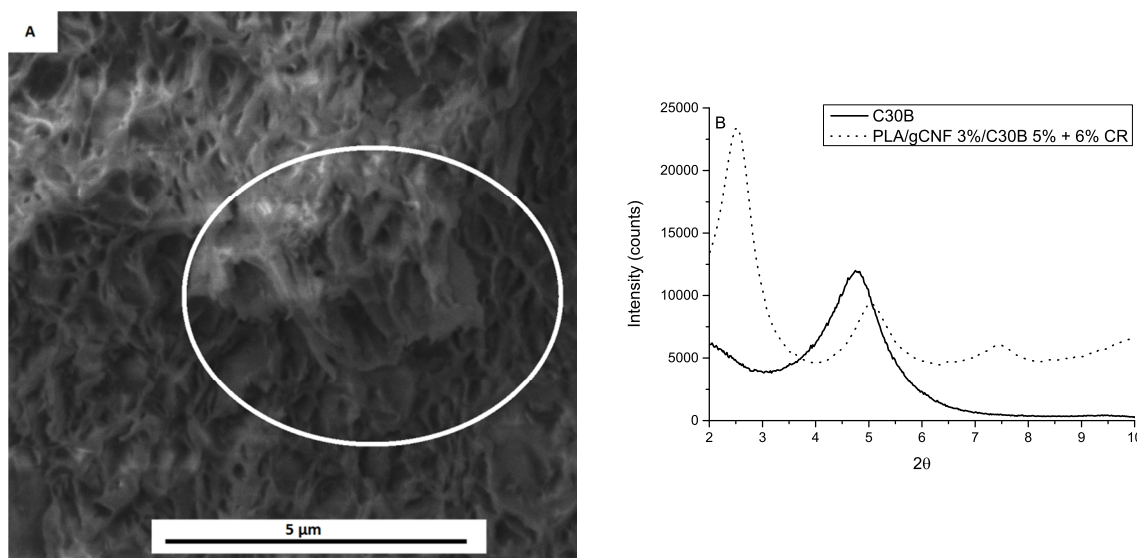 A
5 µm
B
C30B
PLA/gCNF 3%/C30B 5% + 6% CR
25000
20000
15000
10000
5000
0
Intensity (counts)
2 3 4 5 6 7 8 9 10
2θ